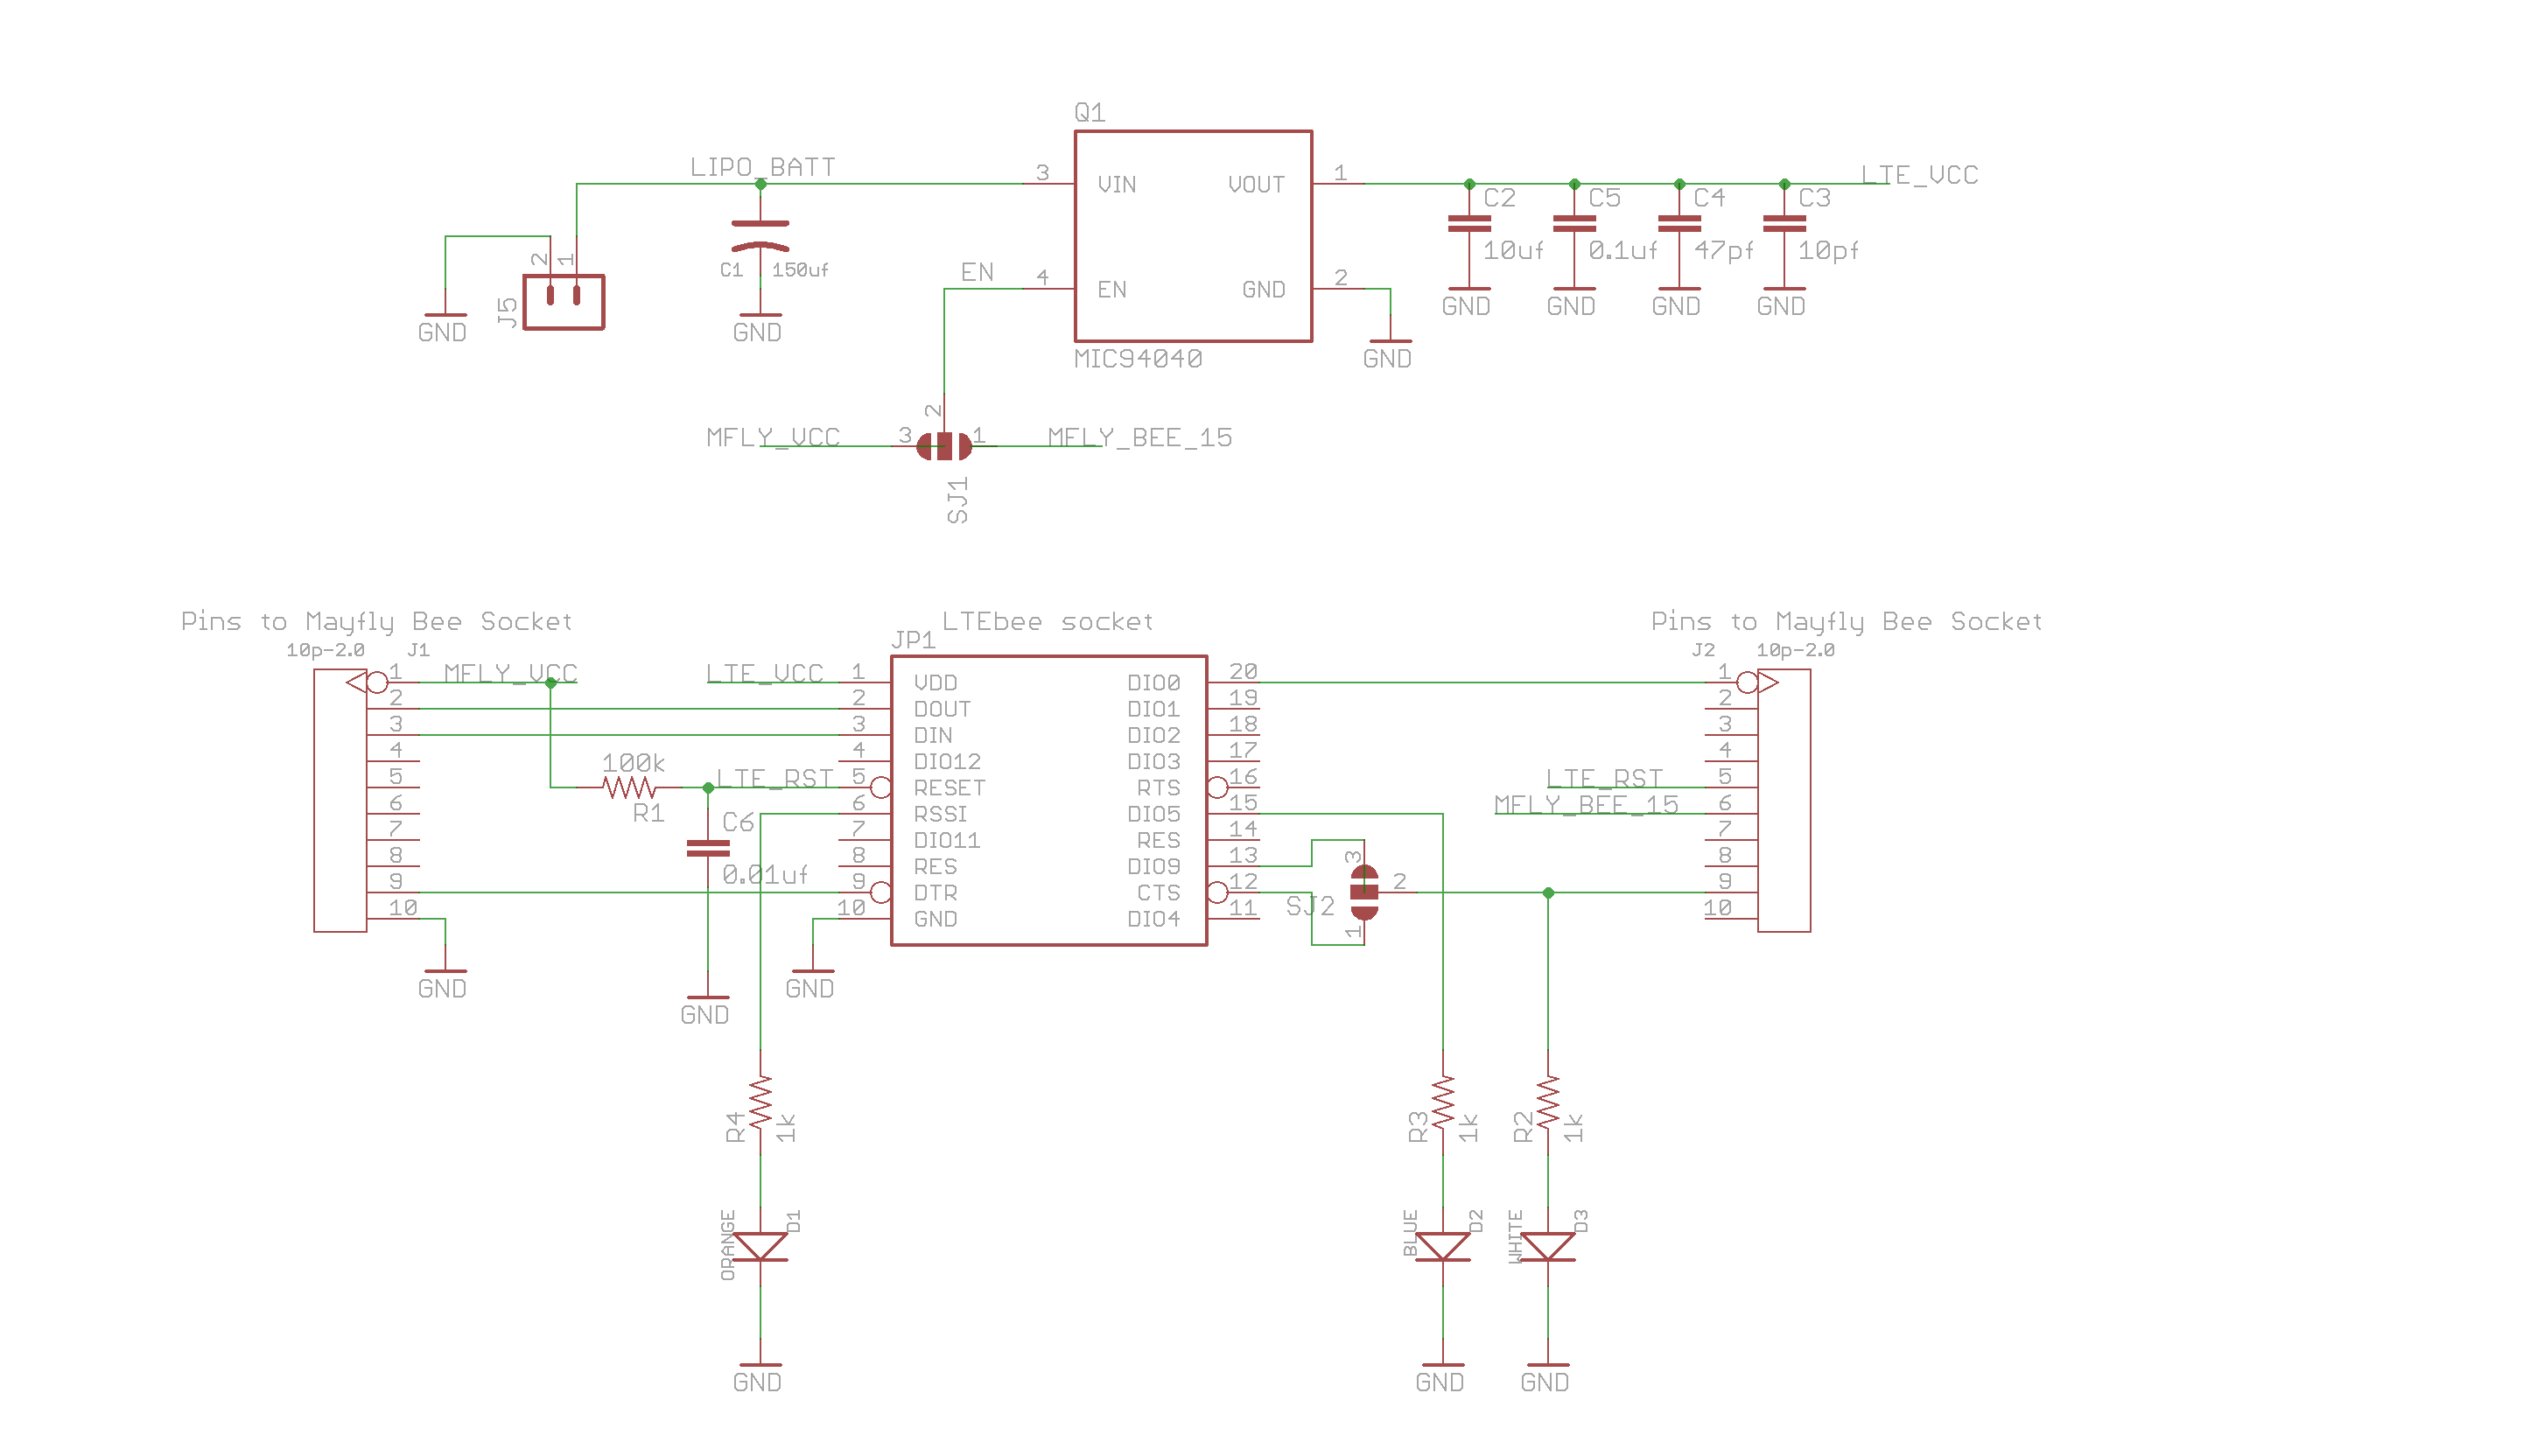 Q1
LIPO_BATT
3
VIN
VOUT
1
LTE_VCC
C2
C5
C4
C3
10uf
0.1uf
47pf
10pf
2
1
C1
150uf
EN
4
EN
GND
2
J5
GND
GND
GND
GND
GND
GND
GND
MIC94040
2
MFLY_VCC
3
1
MFLY_BEE_15
SJ1
Pins to Mayfly Bee Socket
LTEbee socket
Pins to Mayfly Bee Socket
10p-2.0
J1
JP1
J2
10p-2.0
1
MFLY_VCC
LTE_VCC
1
VDD
DIO0
20
1
2
2
DOUT
DIO1
19
2
3
3
DIN
DIO2
18
3
4
4
DIO12
DIO3
17
4
100k
5
LTE_RST
5
RESET
RTS
16
LTE_RST
5
R1
6
C6
6
RSSI
DIO5
15
MFLY_BEE_15
6
7
7
DIO11
RES
14
7
8
0.01uf
8
RES
DIO9
13
3
8
9
9
DTR
CTS
12
SJ2
2
9
10
10
GND
DIO4
11
1
10
GND
GND
GND
R4
1k
R3
1k
R2
1k
ORANGE
D1
BLUE
D2
WHITE
D3
GND
GND
GND